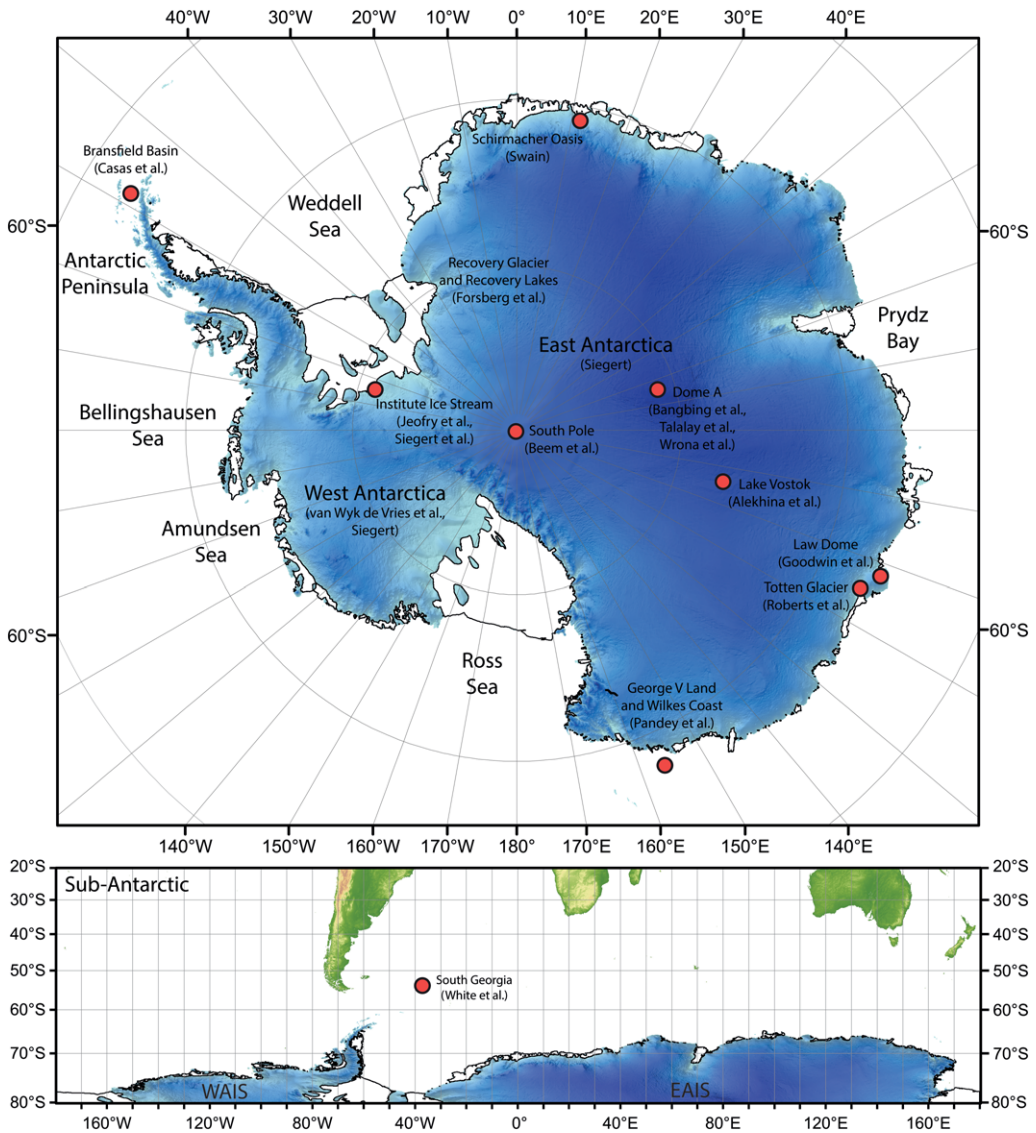 40°W 20°W 10°W 0° 10°E 20°E 30°E 40°E
Schirmacher Oasis
(Swain)
Bransfield Basin
(Casas et al.)
Weddell
Sea
60°S
60°S
Antarctic
Peninsula
Recovery Glacier
and Recovery Lakes
(Forsberg et al.)
Prydz
Bay
East Antarctica
(Siegert)
Dome A
(Bangbing et al.,
Talalay et al.,
Wrona et al.)
Bellingshausen
Sea
Institute Ice Stream
(Jeofry et al.,
Siegert et al.)
South Pole
(Beem et al.)
West Antarctica
(van Wyk de Vries et al.,
Siegert)
Lake Vostok
(Alekhina et al.)
Amundsen
Sea
Law Dome
(Goodwin et al.)
Totten Glacier
(Roberts et al.)
60°S
60°S
Ross
Sea
George V Land
and Wilkes Coast
(Pandey et al.)
140°W 150°W 160°W 170°W 180° 170°E 160°E 150°E 140°E
Sub-Antarctic
20°S 20°S
30°S 30°S
40°S 40°S
50°S 50°S
South Georgia
(White et al.)
60°S 60°S
70°S 70°S
WAIS EAIS
80°S 80°S
160°W 120°W 80°W 40°W 0° 40°E 80°E 120°E 160°E